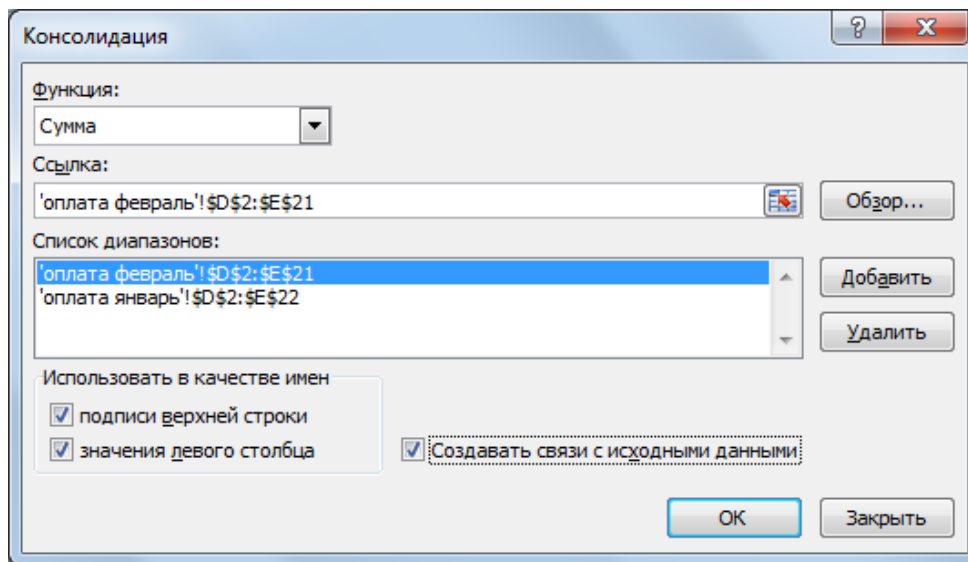 Консолидация
Функция:
Сумма
Ссылка:
'оплата февраль'!$D$2:$E$21
Обзор...
Список диапазонов:
'оплата февраль'!$D$2:$E$21
'оплата январь'!$D$2:$E$22
Добавить
Удалить
Использовать в качестве имен
подписи верхней строки
значения левого столбца
Создавать связи с исходными данными
ОК
Закрыть